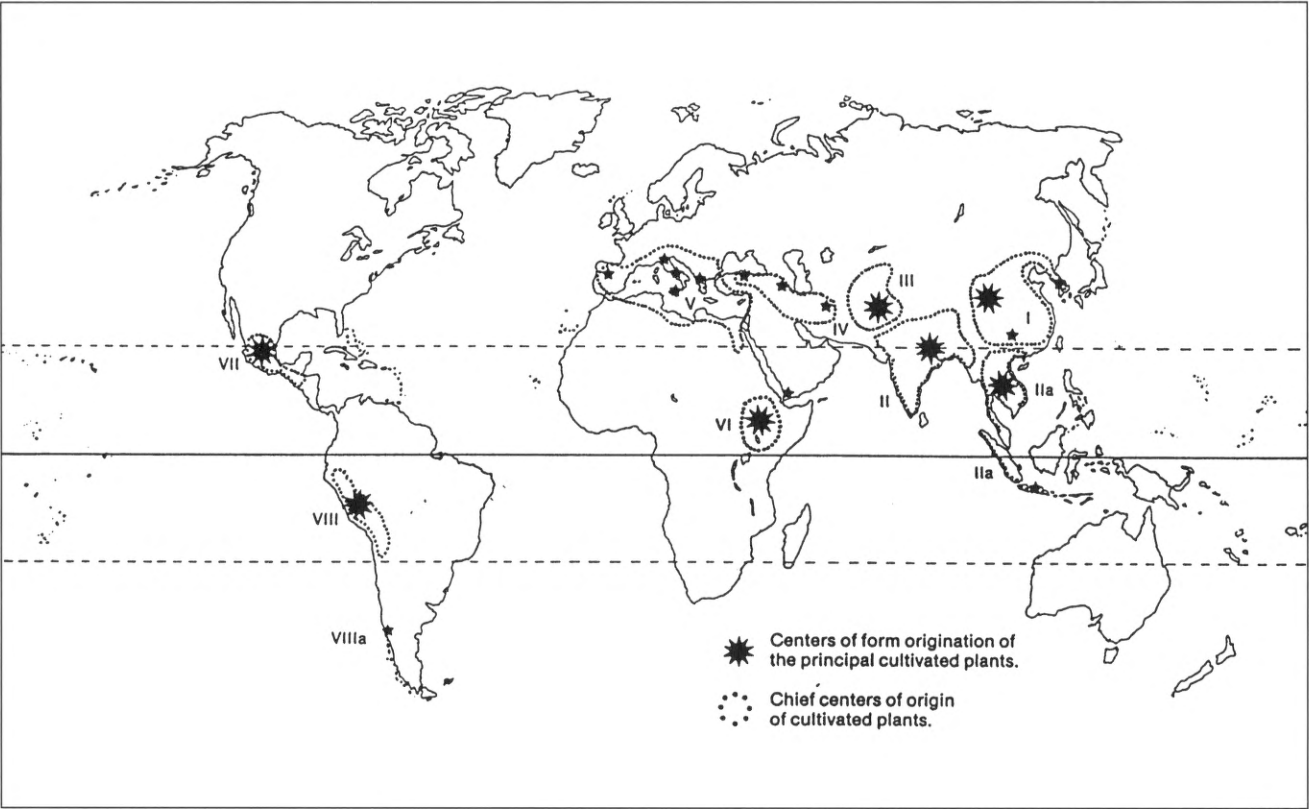 III
I
V
IV
VII
II
IIa
VI
IIa
VIII
VIIIa
Centers of form origination of
the principal cultivated plants.
Chief centers of origin
of cultivated plants.